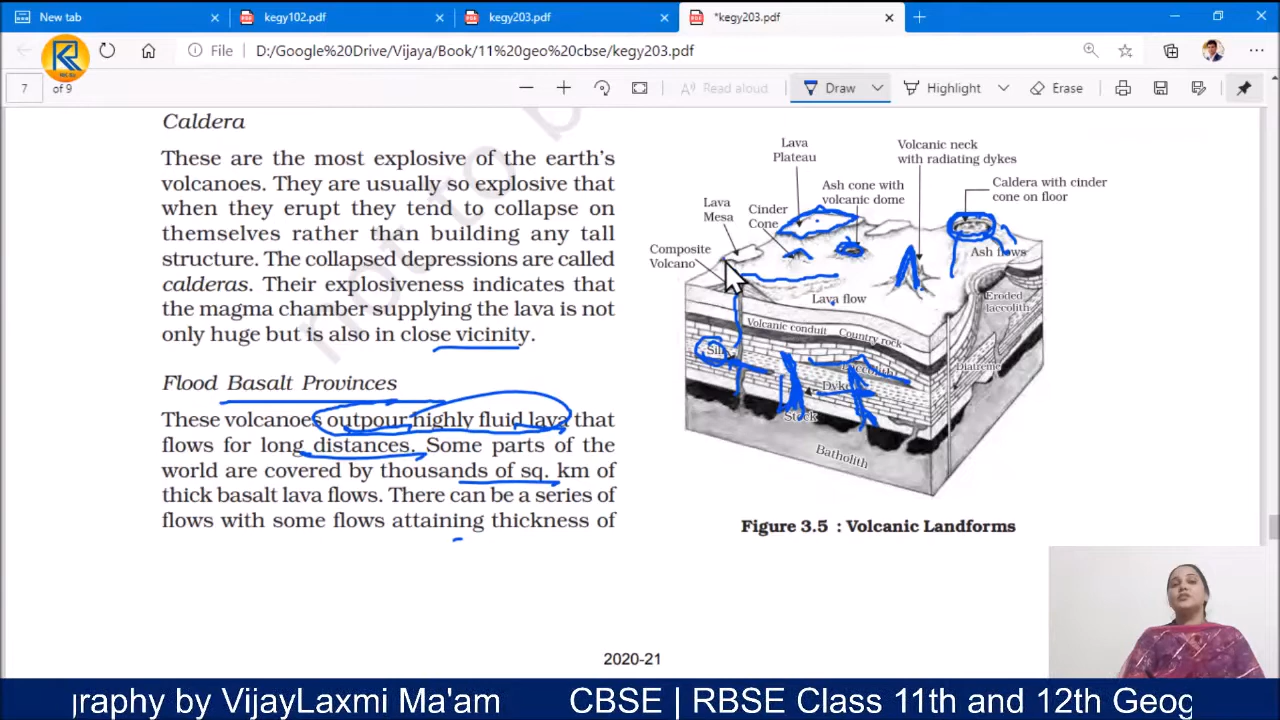 New tab
kegy102.pdf
kegy203.pdf
*kegy203.pdf
File
D:/Google%20Drive/Vijaya/Book/11%20geo%20cbse/kegy203.pdf
7 of 9
Read aloud
Draw
Highlight
Erase
Caldera
These are the most explosive of the earth's
volcanoes. They are usually so explosive that
when they erupt they tend to collapse on
themselves rather than building any tall
structure. The collapsed depressions are called
calderas. Their explosiveness indicates that
the magma chamber supplying the lava is not
only huge but is also in close vicinity.
Flood Basalt Provinces
These volcanoes outpour highly fluid lava that
flows for long distances. Some parts of the
world are covered by thousands of sq. km of
thick basalt lava flows. There can be a series of
flows with some flows attaining thickness of
Lava
Plateau
Volcanic neck
with radiating dykes
Ash cone with
volcanic dome
Caldera with cinder
cone on floor
Lava
Mesa
Cinder
Cone
Composite
Volcano
Ash flows
Lava flow
Eroded
laccolith
Volcanic conduit
Country rock
Sill
Laccolith
Diatreme
Dyke
Stock
Batholith
Figure 3.5 : Volcanic Landforms
2020-21
graphy by VijayLaxmi Ma'am
CBSE | RBSE Class 11th and 12th Geog